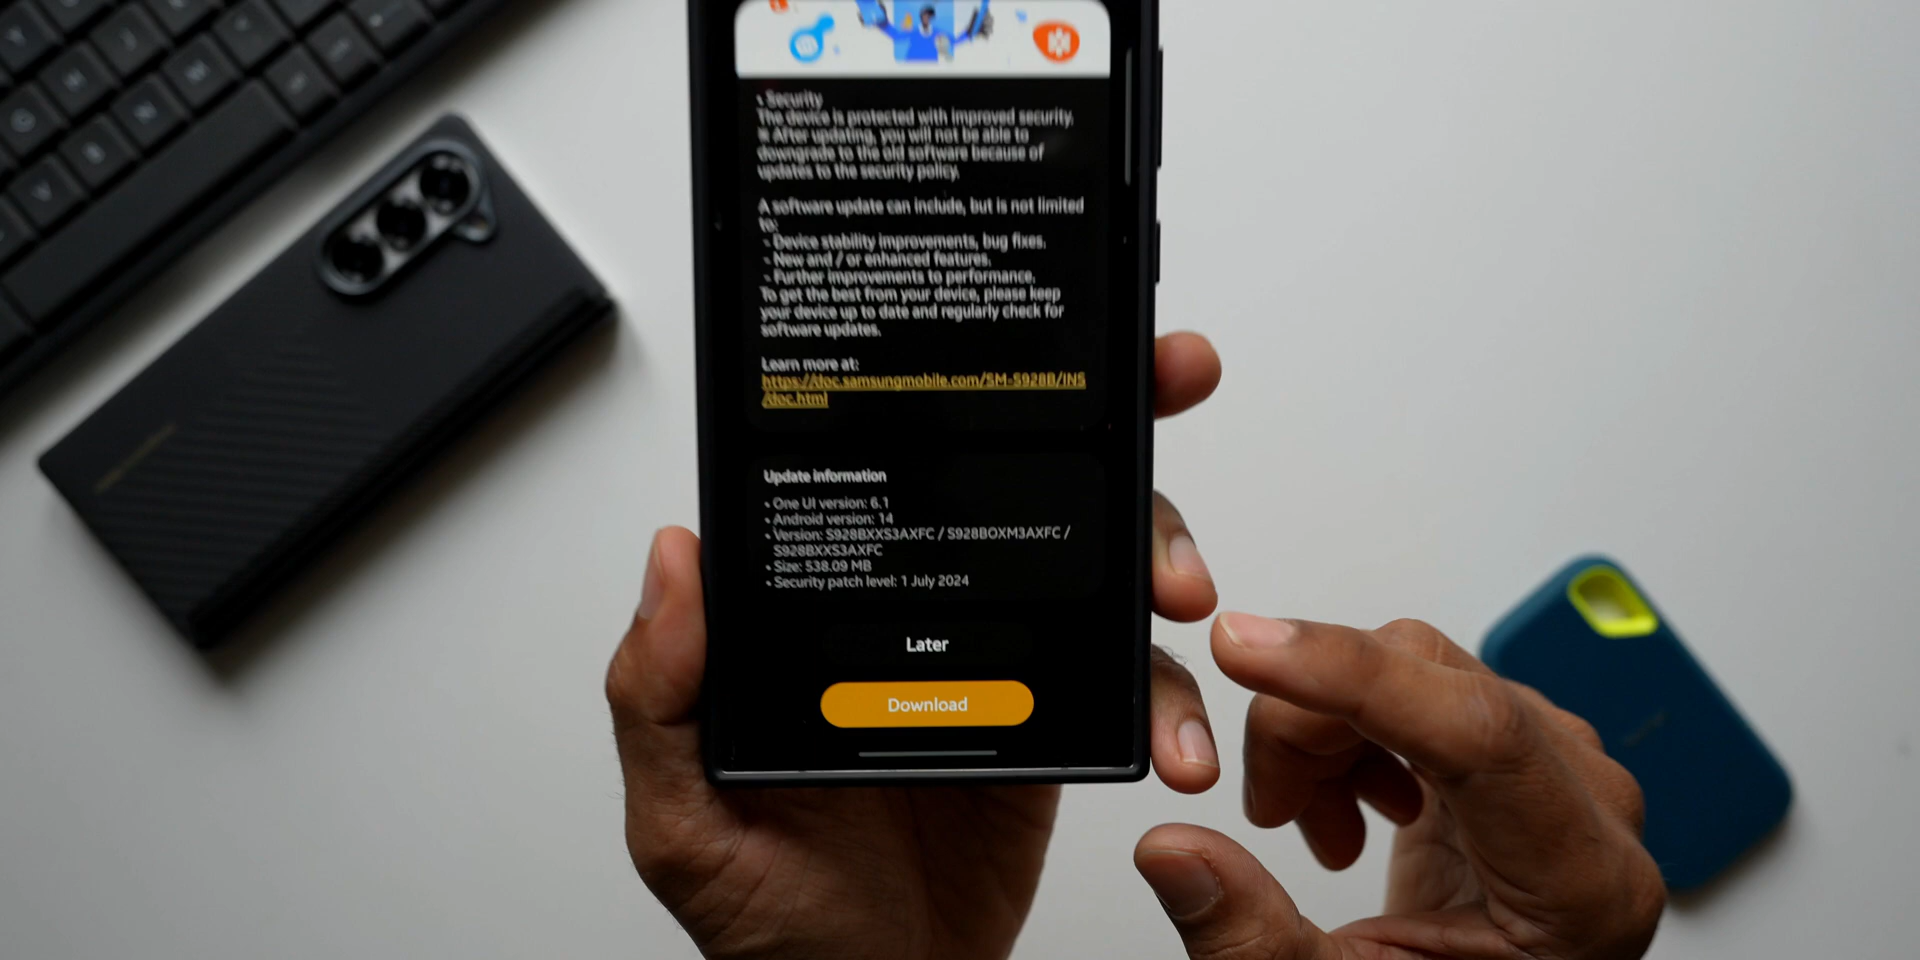 • Security
The device is protected with improved security.
※ After updating, you will not be able to
downgrade to the old software because of
updates to the security policy.
A software update can include, but is not limited
to:
- Device stability improvements, bug fixes.
- New and / or enhanced features.
- Further improvements to performance.
To get the best from your device, please keep
your device up to date and regularly check for
software updates.
Learn more at:
https://doc.samsungmobile.com/SM-S928B/INS
/doc.html
Update information
• One UI version: 6.1
• Android version: 14
• Version: S928BXXS3AXFC / S928BOXM3AXFC /
S928BXXS3AXFC
• Size: 538.09 MB
• Security patch level: 1 July 2024
Later
Download